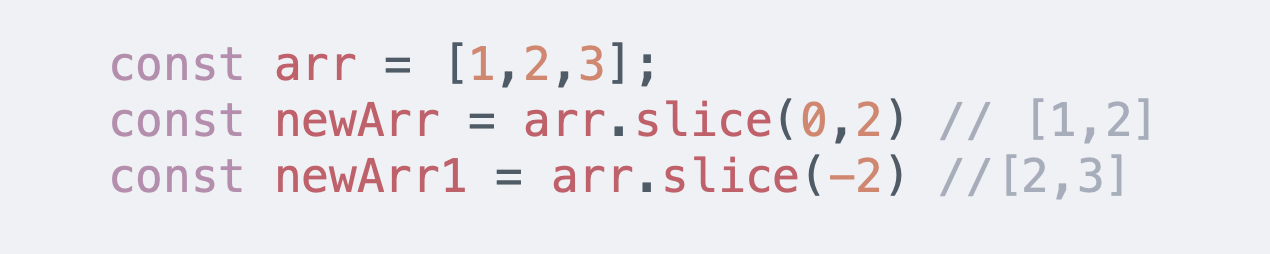 const arr = [1,2,3];
const newArr = arr.slice(0,2) // [1,2]
const newArr1 = arr.slice(-2) //[2,3]